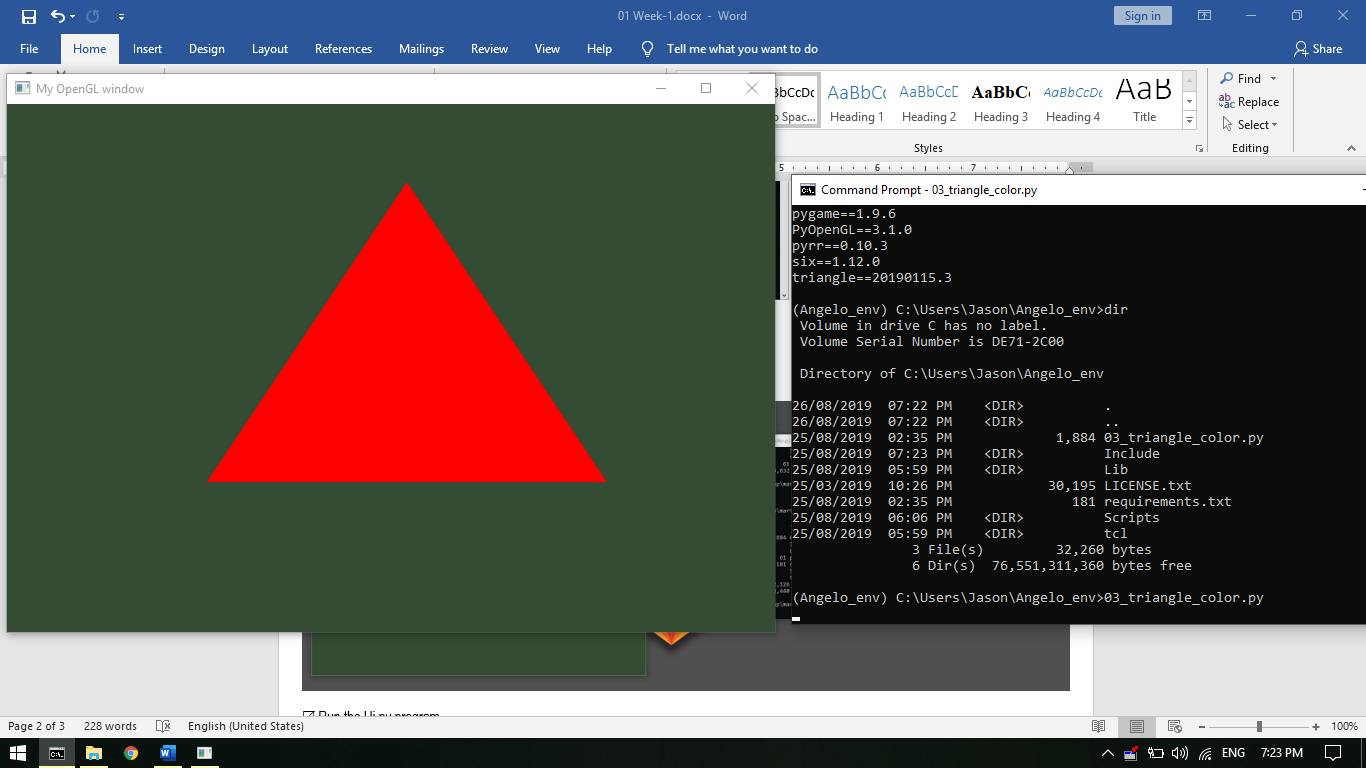 01 Week-1.docx - Word
Sign in
File Home Insert Design Layout References Mailings Review View Help Tell me what you want to do Share
My OpenGL window
AaBbCc AaBbCcD AaBbC AaBbCcDc AaB
Heading 1 Heading 2 Heading 3 Heading 4 Title
Styles
Find
Replace
Select
Editing
5 6 7
Command Prompt - 03_triangle_color.py
pygame==1.9.6
PyOpenGL==3.1.0
pyrr==0.10.3
six==1.12.0
triangle==20190115.3
(Angelo_env) C:\Users\Jason\Angelo_env>dir
Volume in drive C has no label.
Volume Serial Number is DE71-2C00
Directory of C:\Users\Jason\Angelo_env
26/08/2019 07:22 PM <DIR> .
26/08/2019 07:22 PM <DIR> ..
25/08/2019 02:35 PM 1,884 03_triangle_color.py
25/08/2019 07:23 PM <DIR> Include
25/08/2019 05:59 PM <DIR> Lib
25/03/2019 10:26 PM 30,195 LICENSE.txt
25/08/2019 02:35 PM 181 requirements.txt
25/08/2019 06:06 PM <DIR> Scripts
25/08/2019 05:59 PM <DIR> tcl
3 File(s) 32,260 bytes
6 Dir(s) 76,551,311,360 bytes free
(Angelo_env) C:\Users\Jason\Angelo_env>03_triangle_color.py
Page 2 of 3 228 words English (United States) 100%
ENG 7:23 PM